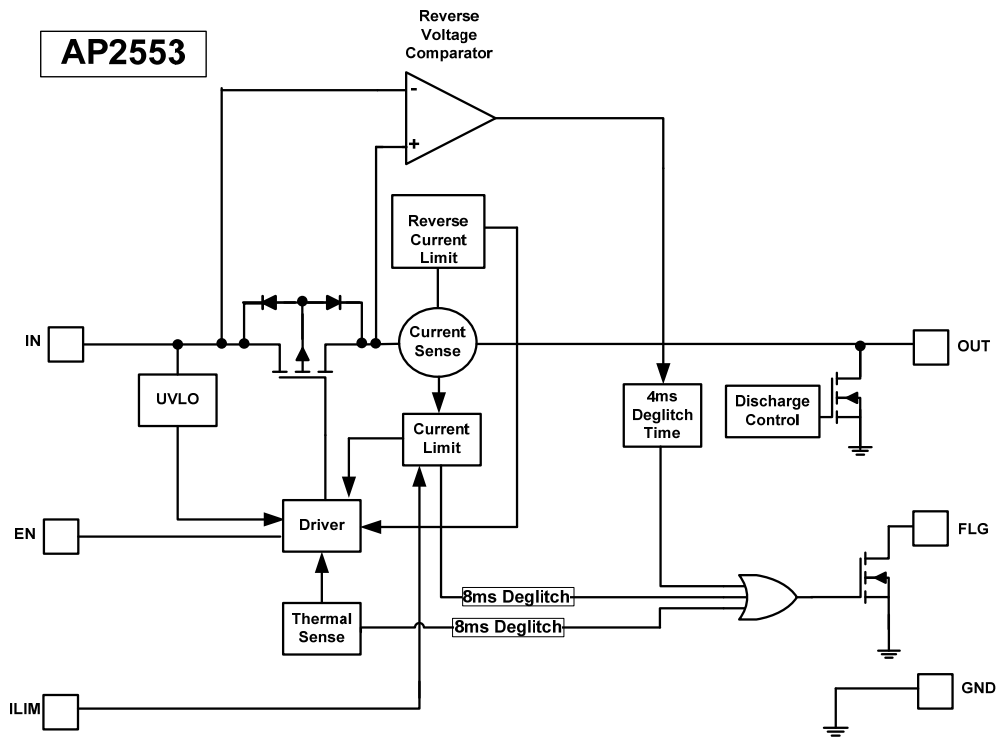 AP2553
Reverse
Voltage
Comparator
-
+
Reverse
Current
Limit
IN
Current
Sense
OUT
UVLO
4ms
Deglitch
Time
Discharge
Control
Current
Limit
EN
Driver
FLG
8ms Deglitch
Thermal
Sense
8ms Deglitch
GND
ILIM